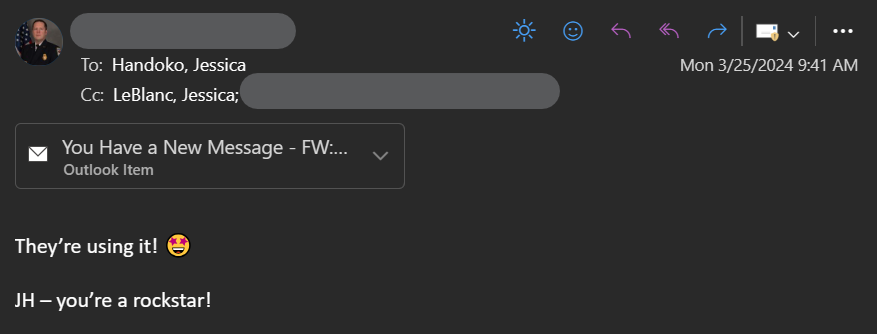 To: Handoko, Jessica
Mon 3/25/2024 9:41 AM
Cc: LeBlanc, Jessica;
You Have a New Message - FW:...
Outlook Item
They're using it! 🤩
JH – you're a rockstar!